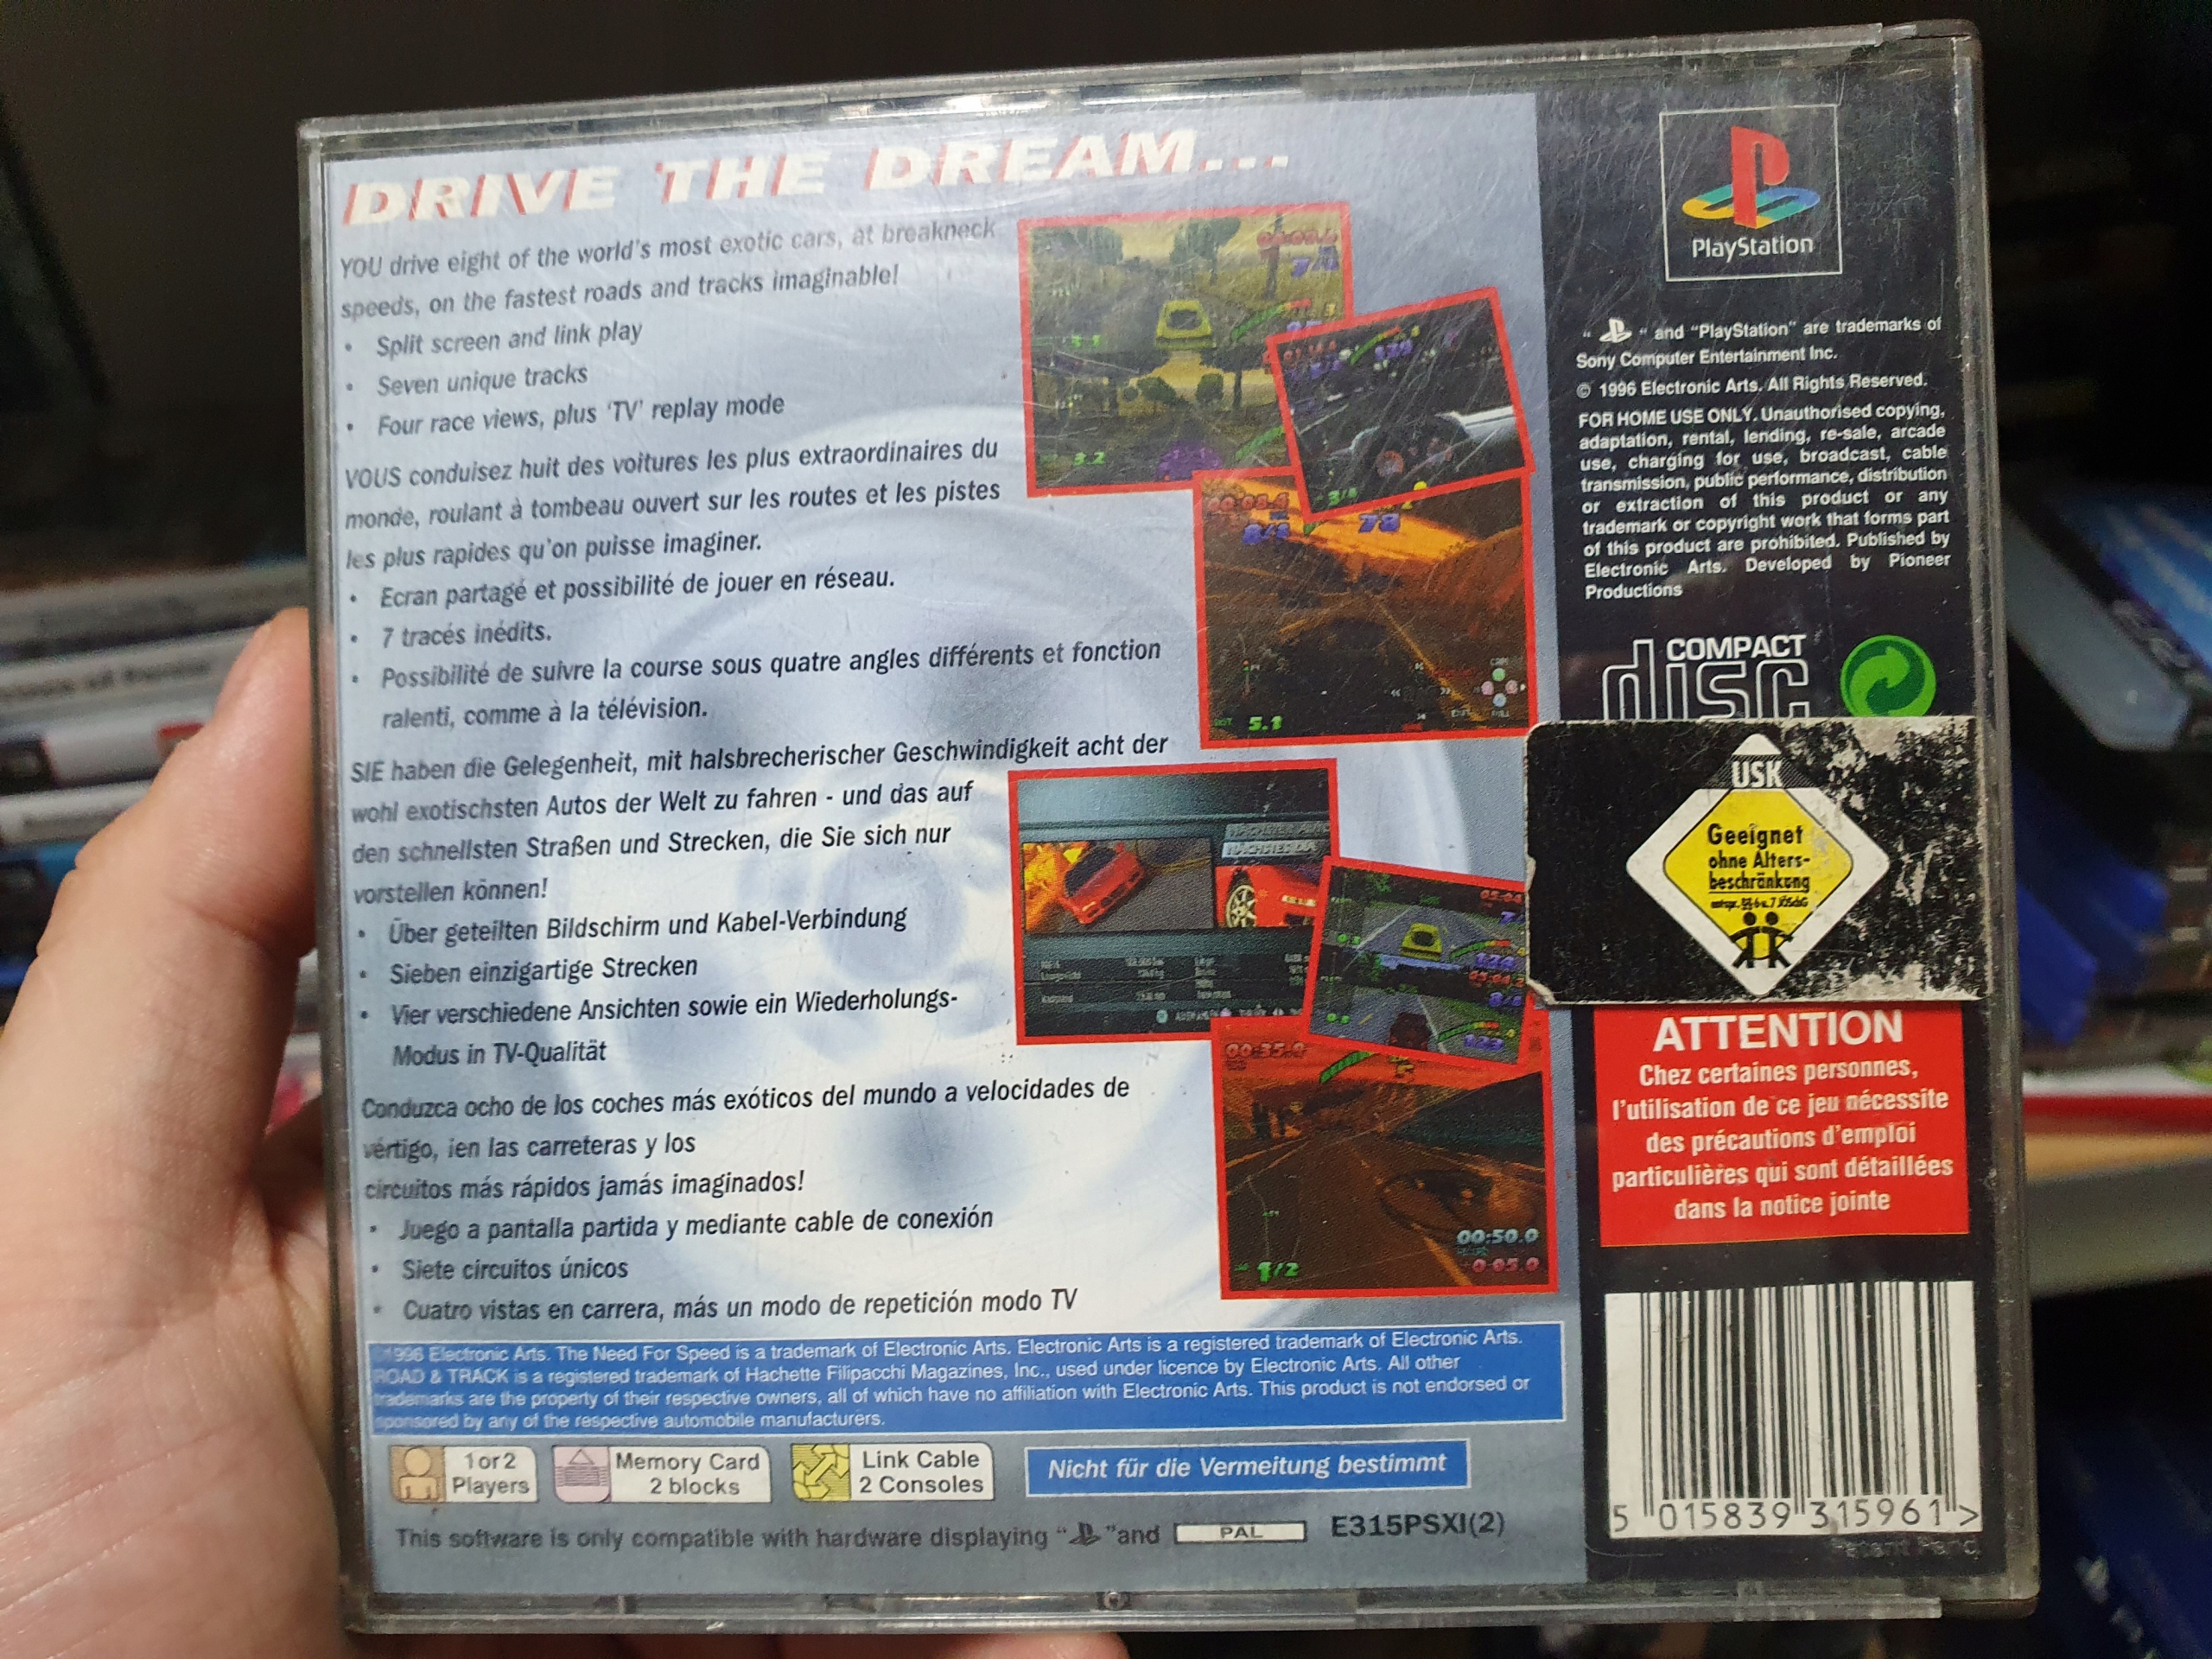 DRIVE THE DREAM...
YOU drive eight of the world's most exotic cars, at breakneck
speeds, on the fastest roads and tracks imaginable!
• Split screen and link play
• Seven unique tracks
• Four race views, plus 'TV' replay mode
VOUS conduisez huit des voitures les plus extraordinaires du
monde, roulant à tombeau ouvert sur les routes et les pistes
les plus rapides qu'on puisse imaginer.
• Ecran partagé et possibilité de jouer en réseau.
• 7 tracés inédits.
• Possibilité de suivre la course sous quatre angles différents et fonction
ralenti, comme à la télévision.
SIE haben die Gelegenheit, mit halsbrecherischer Geschwindigkeit acht der
wohl exotischsten Autos der Welt zu fahren - und das auf
den schnellsten Straßen und Strecken, die Sie sich nur
vorstellen können!
• Über geteilten Bildschirm und Kabel-Verbindung
• Sieben einzigartige Strecken
• Vier verschiedene Ansichten sowie ein Wiederholungs-
Modus in TV-Qualität
Conduzca ocho de los coches más exóticos del mundo a velocidades de
vértigo, ¡en las carreteras y los
circuitos más rápidos jamás imaginados!
• Juego a pantalla partida y mediante cable de conexión
• Siete circuitos únicos
• Cuatro vistas en carrera, más un modo de repetición modo TV
1996 Electronic Arts. The Need For Speed is a trademark of Electronic Arts. Electronic Arts is a registered trademark of Electronic Arts.
ROAD & TRACK is a registered trademark of Hachette Filipacchi Magazines, Inc., used under licence by Electronic Arts. All other
trademarks are the property of their respective owners, all of which have no affiliation with Electronic Arts. This product is not endorsed or
sponsored by any of the respective automobile manufacturers.
1 or 2
Players
Memory Card
2 blocks
Link Cable
2 Consoles
Nicht für die Vermeitung bestimmt
This software is only compatible with hardware displaying " " and PAL E315PSXI(2)
3.2
78
5.1
00:35.0
00:50.0
0:05.0
1/2
PlayStation
" " and "PlayStation" are trademarks of
Sony Computer Entertainment Inc.
© 1996 Electronic Arts. All Rights Reserved.
FOR HOME USE ONLY. Unauthorised copying,
adaptation, rental, lending, re-sale, arcade
use, charging for use, broadcast, cable
transmission, public performance, distribution
or extraction of this product or any
trademark or copyright work that forms part
of this product are prohibited. Published by
Electronic Arts. Developed by Pioneer
Productions
COMPACT
disc
USK
Geeignet
ohne Alters-
beschränkung
ATTENTION
Chez certaines personnes,
l'utilisation de ce jeu nécessite
des précautions d'emploi
particulières qui sont détaillées
dans la notice jointe
5 015839 315961 >